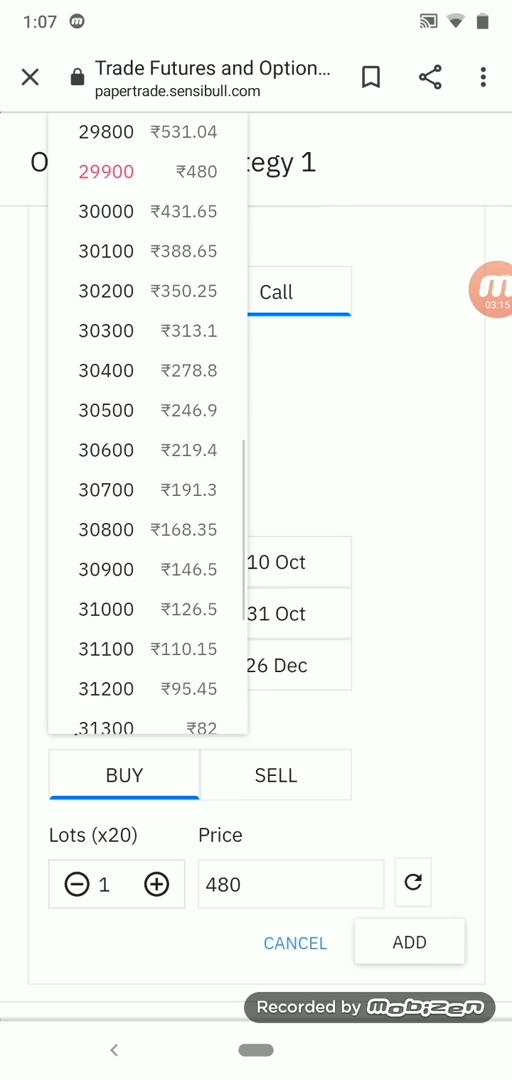 1:07
Trade Futures and Option...
papertrade.sensibull.com
O
tegy 1
29800 ₹531.04
29900 ₹480
30000 ₹431.65
30100 ₹388.65
30200 ₹350.25
Call
03:15
30300 ₹313.1
30400 ₹278.8
30500 ₹246.9
30600 ₹219.4
30700 ₹191.3
30800 ₹168.35
30900 ₹146.5
31000 ₹126.5
31100 ₹110.15
31200 ₹95.45
31300 ₹82
10 Oct
31 Oct
26 Dec
BUY SELL
Lots (x20) Price
1 480
CANCEL ADD
Recorded by mobizen